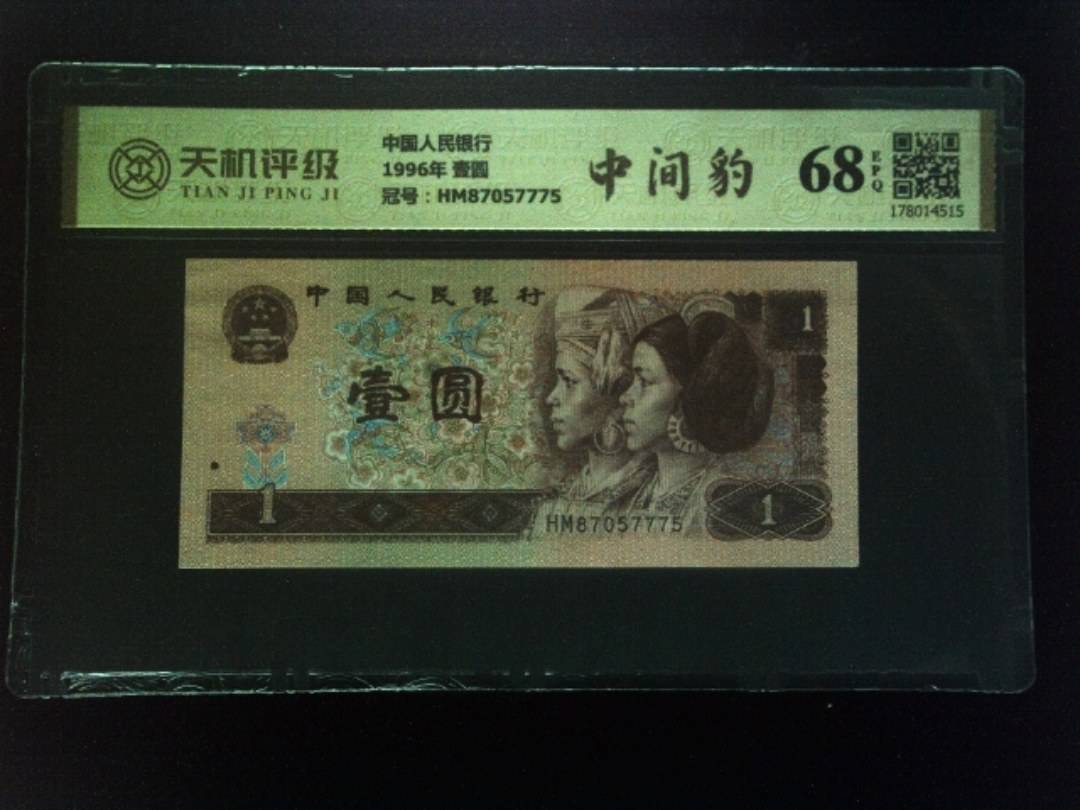 天机评级
TIAN JI PING JI
中国人民银行
1996年 壹圆
冠号：HM87057775
中间豹
68
EPQ
178014515
中国人民银行
壹圆
1
1
1
HM87057775